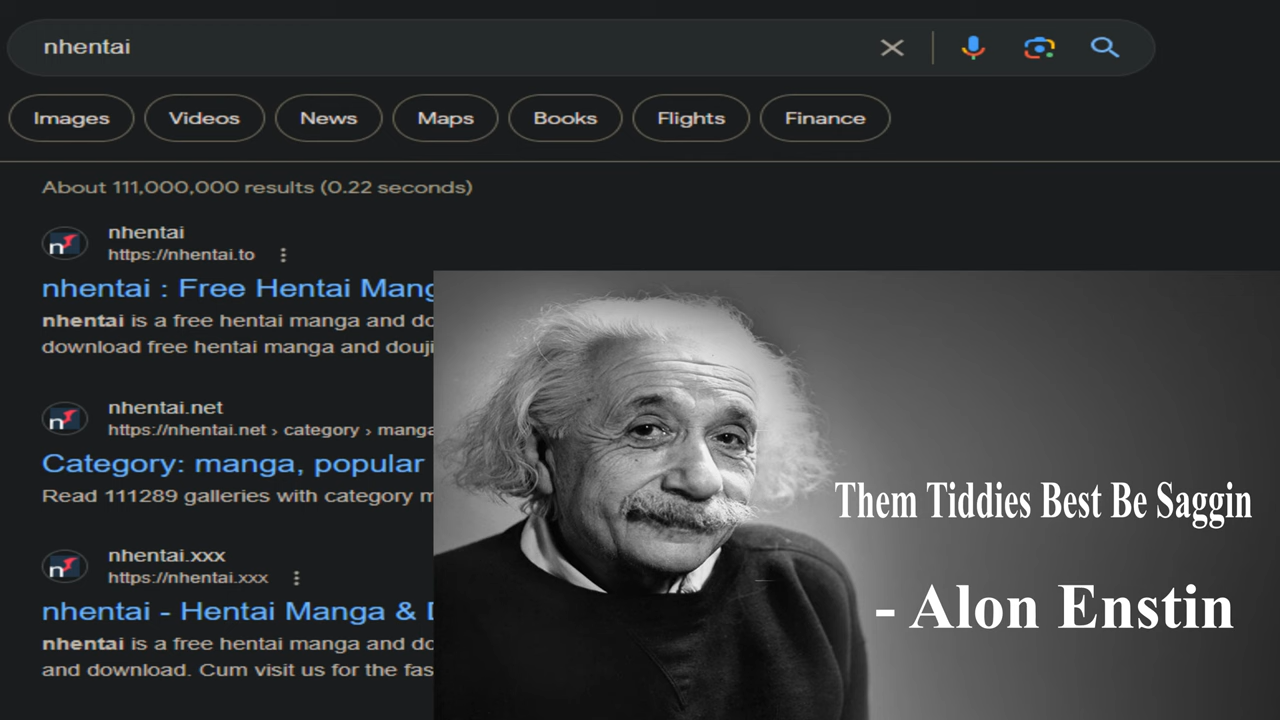 nhentai
Images Videos News Maps Books Flights Finance
About 111,000,000 results (0.22 seconds)
nhentai
https://nhentai.to
nhentai : Free Hentai Mang
nhentai is a free hentai manga and do
download free hentai manga and douji
nhentai.net
https://nhentai.net › category › manga
Category: manga, popular
Read 111289 galleries with category m
nhentai.xxx
https://nhentai.xxx
nhentai - Hentai Manga & D
nhentai is a free hentai manga and do
and download. Cum visit us for the fas
Them Tiddies Best Be Saggin
- Alon Enstin